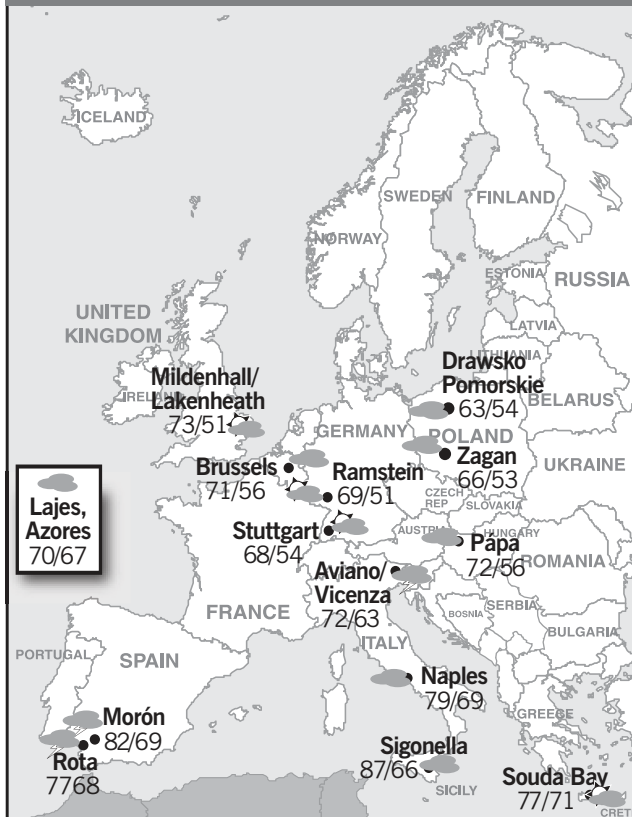 ICELAND
SWEDEN
FINLAND
NORWAY
ESTONIA
RUSSIA
UNITED
KINGDOM
LATVIA
LITHUANIA
Drawsko
Pomorskie
63/54
Mildenhall/
Lakenheath
73/51
IRELAND
BELARUS
GERMANY
POLAND
Zagan
66/53
Brussels
71/56
Ramstein
69/51
UKRAINE
CZECH
REP
SLOVAKIA
Lajes,
Azores
70/67
Stuttgart
68/54
AUSTRIA
HUNGARY
Pápa
72/56
ROMANIA
Aviano/
Vicenza
72/63
FRANCE
BOSNIA
SERBIA
BULGARIA
ITALY
PORTUGAL
SPAIN
Naples
79/69
GREECE
Morón
82/69
Rota
7768
Sigonella
87/66
SICILY
Souda Bay
77/71
CRET